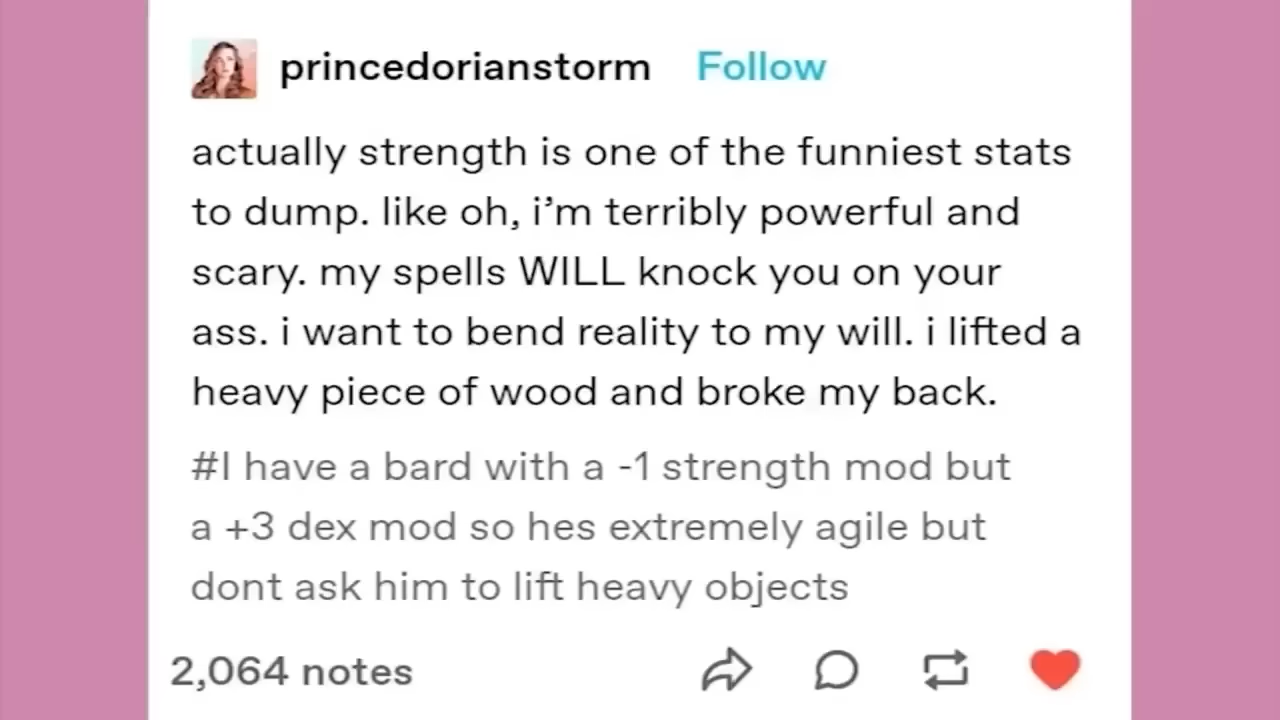 princedorianstorm Follow
actually strength is one of the funniest stats
to dump. like oh, i’m terribly powerful and
scary. my spells WILL knock you on your
ass. i want to bend reality to my will. i lifted a
heavy piece of wood and broke my back.
#I have a bard with a -1 strength mod but
a +3 dex mod so hes extremely agile but
dont ask him to lift heavy objects
2,064 notes